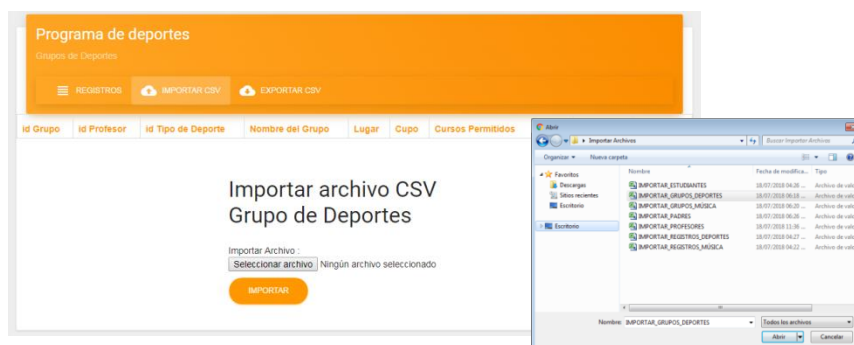 Programa de deportes
Grupos de Deportes
REGISTROS IMPORTAR CSV EXPORTAR CSV
id Grupo id Profesor id Tipo de Deporte Nombre del Grupo Lugar Cupo Cursos Permitidos
Importar archivo CSV
Grupo de Deportes
Importar Archivo :
Seleccionar archivo Ningún archivo seleccionado
IMPORTAR
Abrir
Importar Archivos Buscar Importar Archivos
Organizar Nueva carpeta
Favoritos
Descargas
Sitios recientes
Escritorio
Escritorio
Nombre Fecha de modifica... Tipo
IMPORTAR_ESTUDIANTES 18/07/2018 04:26 ... Archivo de valo
IMPORTAR_GRUPOS_DEPORTES 18/07/2018 06:18 ... Archivo de valo
IMPORTAR_GRUPOS_MÚSICA 18/07/2018 06:20 ... Archivo de valo
IMPORTAR_PADRES 18/07/2018 06:26 ... Archivo de valo
IMPORTAR_PROFESORES 18/07/2018 11:36 ... Archivo de valo
IMPORTAR_REGISTROS_DEPORTES 18/07/2018 04:27 ... Archivo de valo
IMPORTAR_REGISTROS_MÚSICA 18/07/2018 04:22 ... Archivo de valo
Nombre: IMPORTAR_GRUPOS_DEPORTES Todos los archivos
Abrir Cancelar